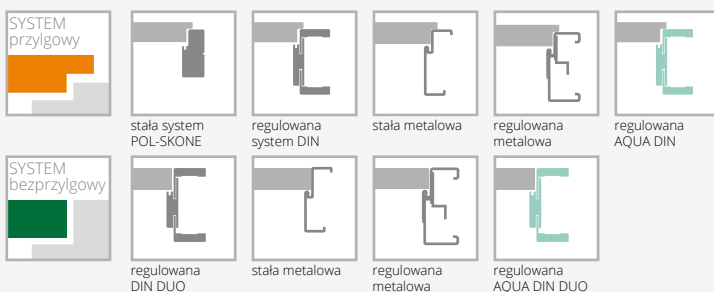 SYSTEM
przylgowy
stała system
POL-SKONE
regulowana
system DIN
stała metalowa
regulowana
metalowa
regulowana
AQUA DIN
SYSTEM
bezprzylgowy
regulowana
DIN DUO
stała metalowa
regulowana
metalowa
regulowana
AQUA DIN DUO